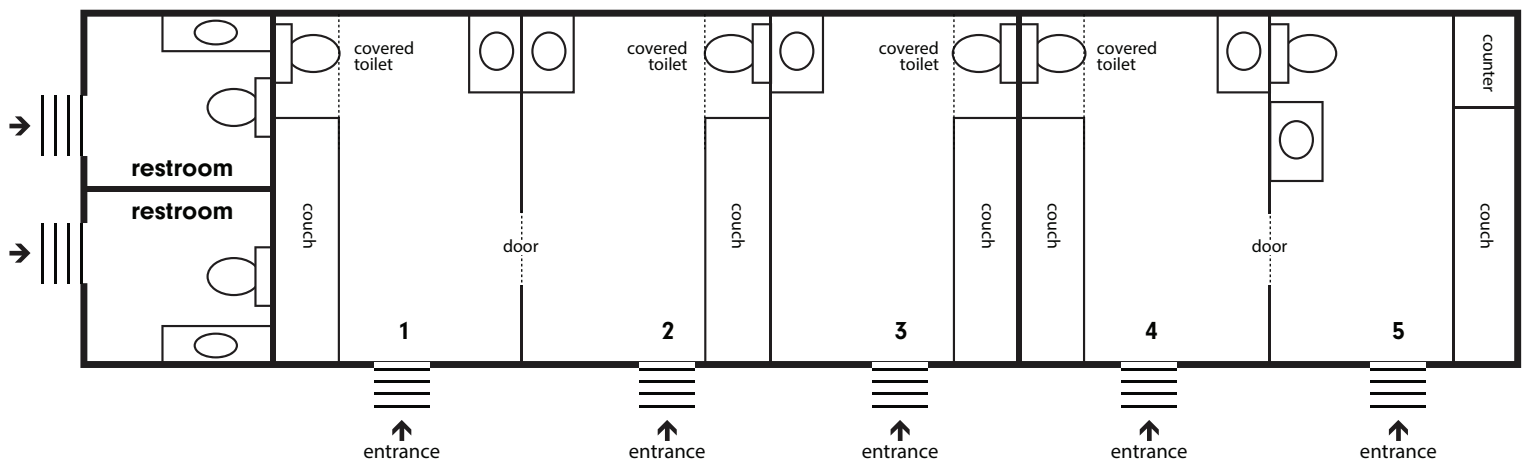 covered
toilet
covered
toilet
covered
toilet
covered
toilet
counter
restroom
restroom
couch
door
couch
couch
couch
door
couch
1
2
3
4
5
entrance
entrance
entrance
entrance
entrance